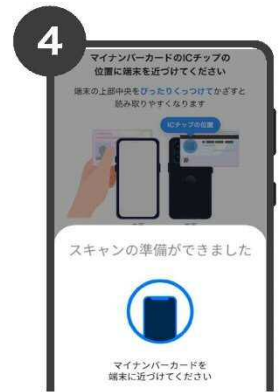 4
マイナンバーカードのICチップの
位置に端末を近づけてください
端末の上部中央をぴったりくっつけてかざすと
読み取りやすくなります
ICチップの位置
スキャンの準備ができました
マイナンバーカードを
端末に近づけてください